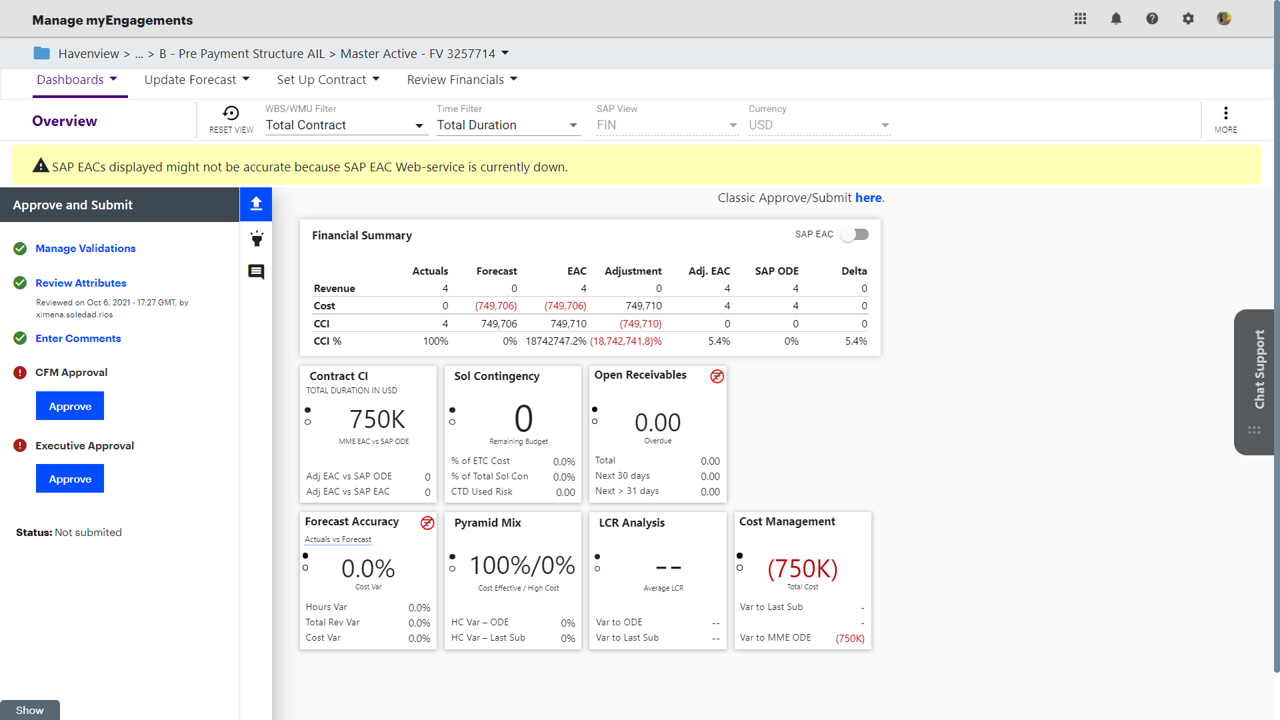 Manage myEngagements
Havenview > ... > B - Pre Payment Structure AIL > Master Active - FV 3257714
Dashboards Update Forecast Set Up Contract Review Financials
Overview
RESET VIEW
WBS/WMU Filter
Total Contract
Time Filter
Total Duration
SAP View
FIN
Currency
USD
MORE
SAP EACs displayed might not be accurate because SAP EAC Web-service is currently down.
Approve and Submit
Manage Validations
Review Attributes
Reviewed on Oct 6, 2021 - 17:27 GMT, by
ximena.soledad.rios
Enter Comments
CFM Approval
Approve
Executive Approval
Approve
Status: Not submited
Show
Classic Approve/Submit here.
Financial Summary
SAP EAC
Actuals Forecast EAC Adjustment Adj. EAC SAP ODE Delta
Revenue 4 0 4 0 4 4 0
Cost 0 (749,706) (749,706) 749,710 4 4 0
CCI 4 749,706 749,710 (749,710) 0 0 0
CCI % 100% 0% 18742747.2% (18,742,741.8)% 5.4% 0% 5.4%
Contract CI
TOTAL DURATION IN USD
750K
MME EAC vs SAP ODE
Adj EAC vs SAP ODE 0
Adj EAC vs SAP EAC 0
Sol Contingency
0
Remaining Budget
% of ETC Cost 0.0%
% of Total Sol Con 0.0%
CTD Used Risk 0.00
Open Receivables
0.00
Overdue
Total 0.00
Next 30 days 0.00
Next > 31 days 0.00
Forecast Accuracy
Actuals vs Forecast
0.0%
Cost Var
Hours Var 0.0%
Total Rev Var 0.0%
Cost Var 0.0%
Pyramid Mix
100%/0%
Cost Effective / High Cost
HC Var – ODE 0%
HC Var – Last Sub 0%
LCR Analysis
--
Average LCR
Var to ODE --
Var to Last Sub --
Cost Management
(750K)
Total Cost
Var to Last Sub -
-
Var to MME ODE (750K)
Chat Support